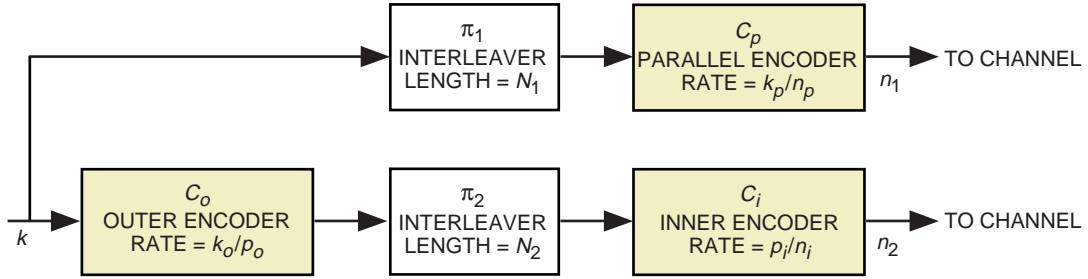 π1
INTERLEAVER
LENGTH = N1
Cp
PARALLEL ENCODER
RATE = kp/np
n1
TO CHANNEL
k
Co
OUTER ENCODER
RATE = ko/po
π2
INTERLEAVER
LENGTH = N2
Ci
INNER ENCODER
RATE = pi/ni
n2
TO CHANNEL